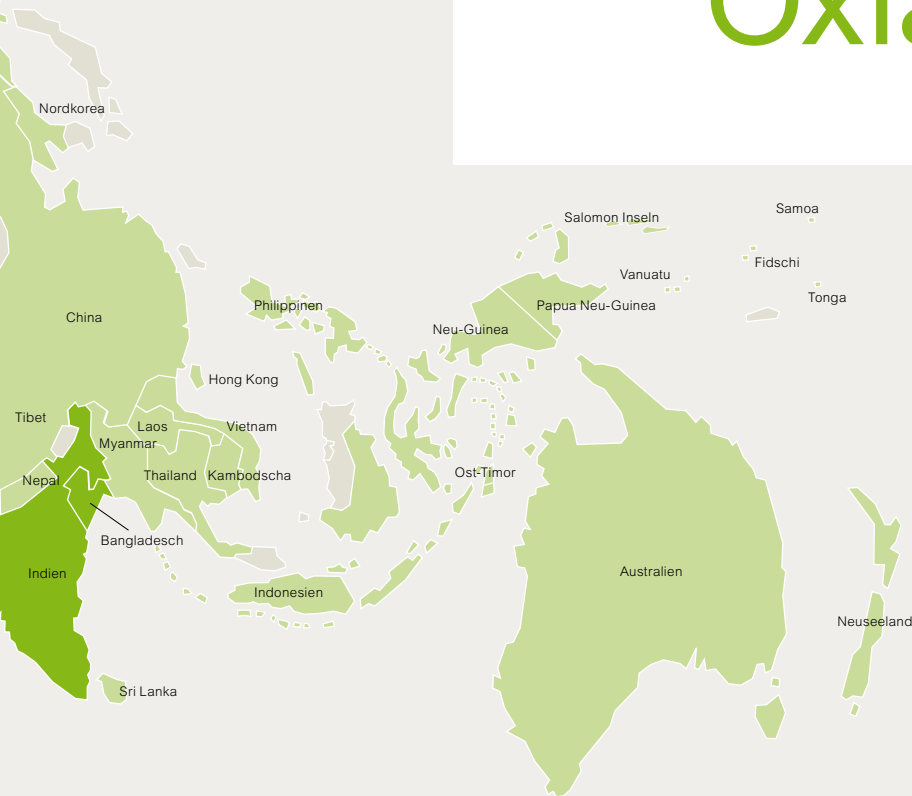 Nordkorea
Salomon Inseln
Samoa
Fidschi
Vanuatu
Tonga
Philippinen
Papua Neu-Guinea
China
Neu-Guinea
Hong Kong
Tibet
Laos
Vietnam
Myanmar
Ost-Timor
Nepal
Thailand
Kambodscha
Bangladesch
Indien
Australien
Indonesien
Neuseeland
Sri Lanka